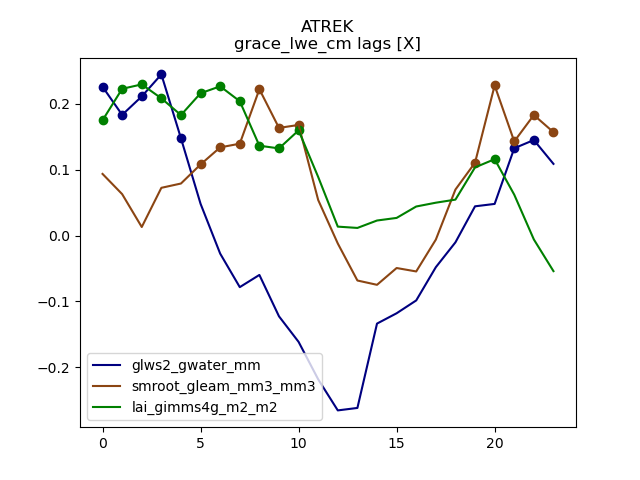 ATREK
grace_lwe_cm lags [X]
0.2
0.1
0.0
−0.1
−0.2
glws2_gwater_mm
smroot_gleam_mm3_mm3
lai_gimms4g_m2_m2
0
5
10
15
20